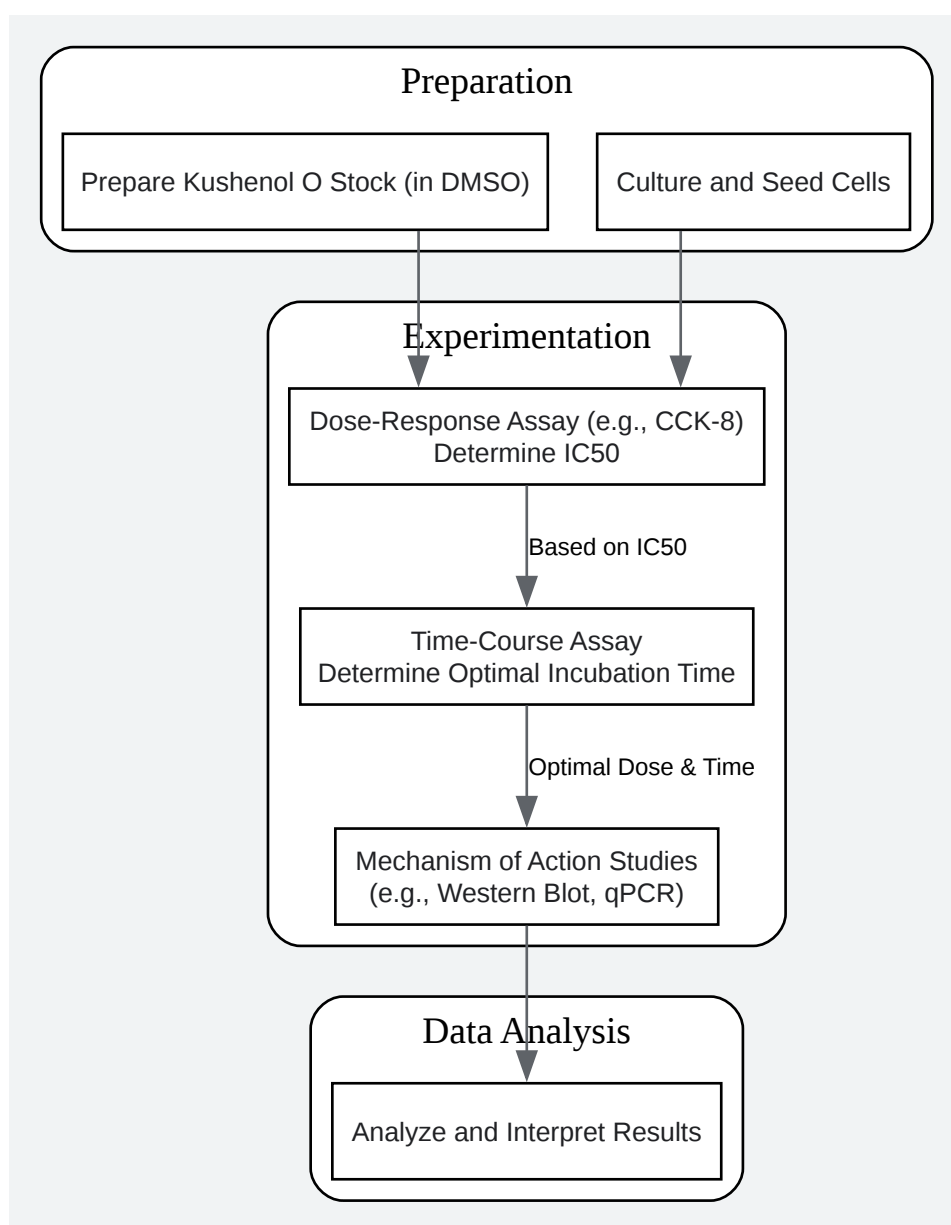 Preparation
Prepare Kushenol O Stock (in DMSO)
Culture and Seed Cells
Experimentation
Dose-Response Assay (e.g., CCK-8)
Determine IC50
Based on IC50
Time-Course Assay
Determine Optimal Incubation Time
Optimal Dose & Time
Mechanism of Action Studies
(e.g., Western Blot, qPCR)
Data Analysis
Analyze and Interpret Results